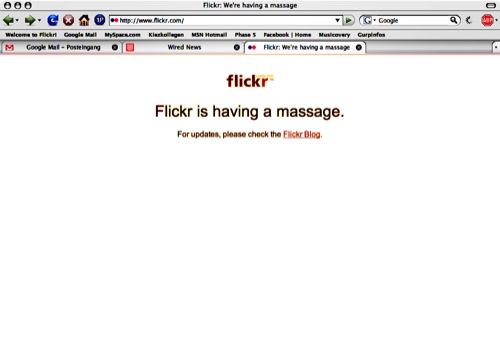 Flickr: We're having a massage
http://www.flickr.com/
Google
Welcome to Flickr! Google Mail MySpace.com Kiezkollegen MSN Hotmail Phase 5 Facebook | Home Musicovery Gurpinfos
Google Mail – Posteingang
Wired News
Flickr: We're having a massage
flickr
Flickr is having a massage.
For updates, please check the Flickr Blog.